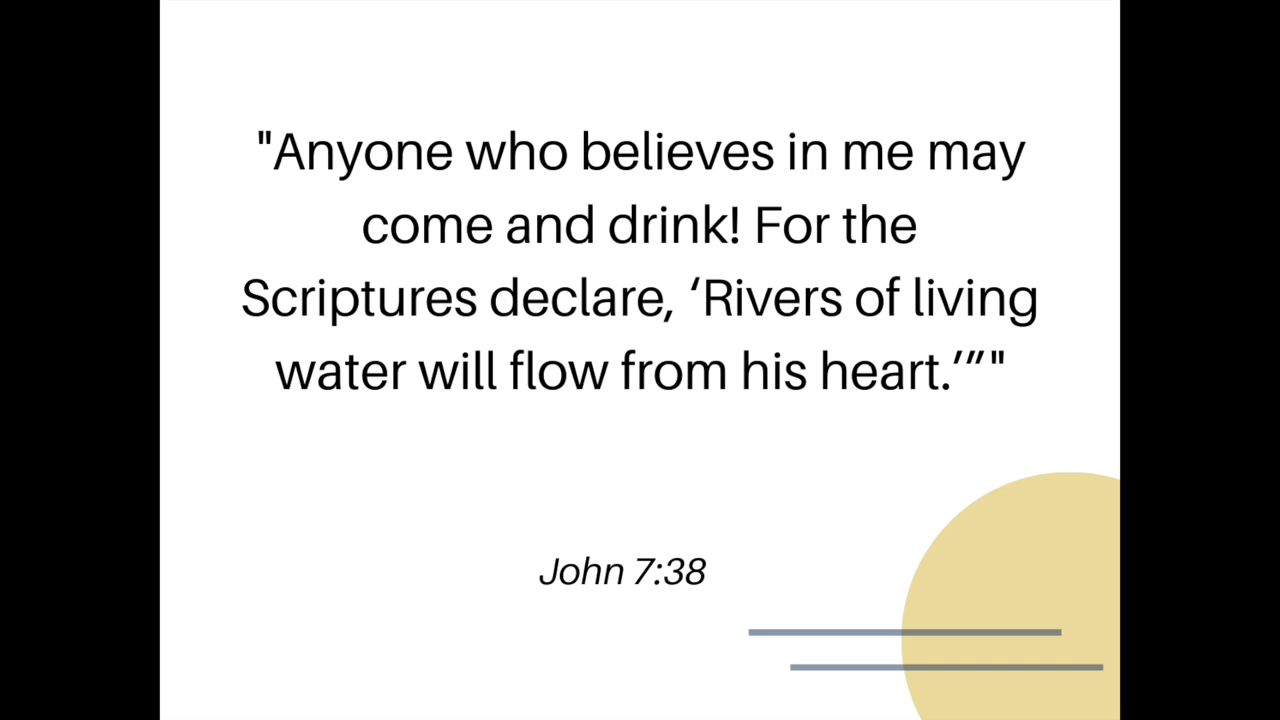 "Anyone who believes in me may
come and drink! For the
Scriptures declare, ‘Rivers of living
water will flow from his heart.’”"
John 7:38